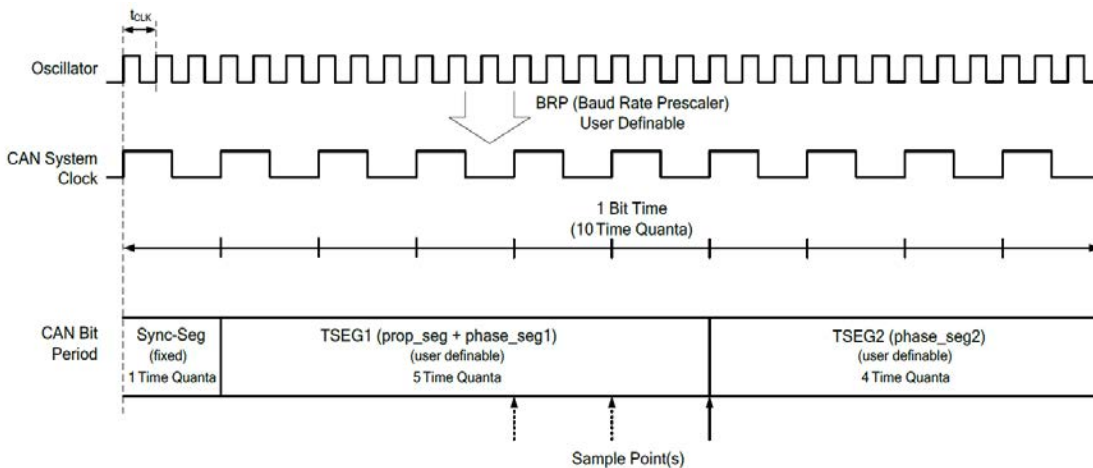 tCLK
Oscillator
BRP (Baud Rate Prescaler)
User Definable
CAN System
Clock
1 Bit Time
(10 Time Quanta)
CAN Bit
Period
Sync-Seg
(fixed)
1 Time Quanta
TSEG1 (prop_seg + phase_seg1)
(user definable)
5 Time Quanta
TSEG2 (phase_seg2)
(user definable)
4 Time Quanta
Sample Point(s)